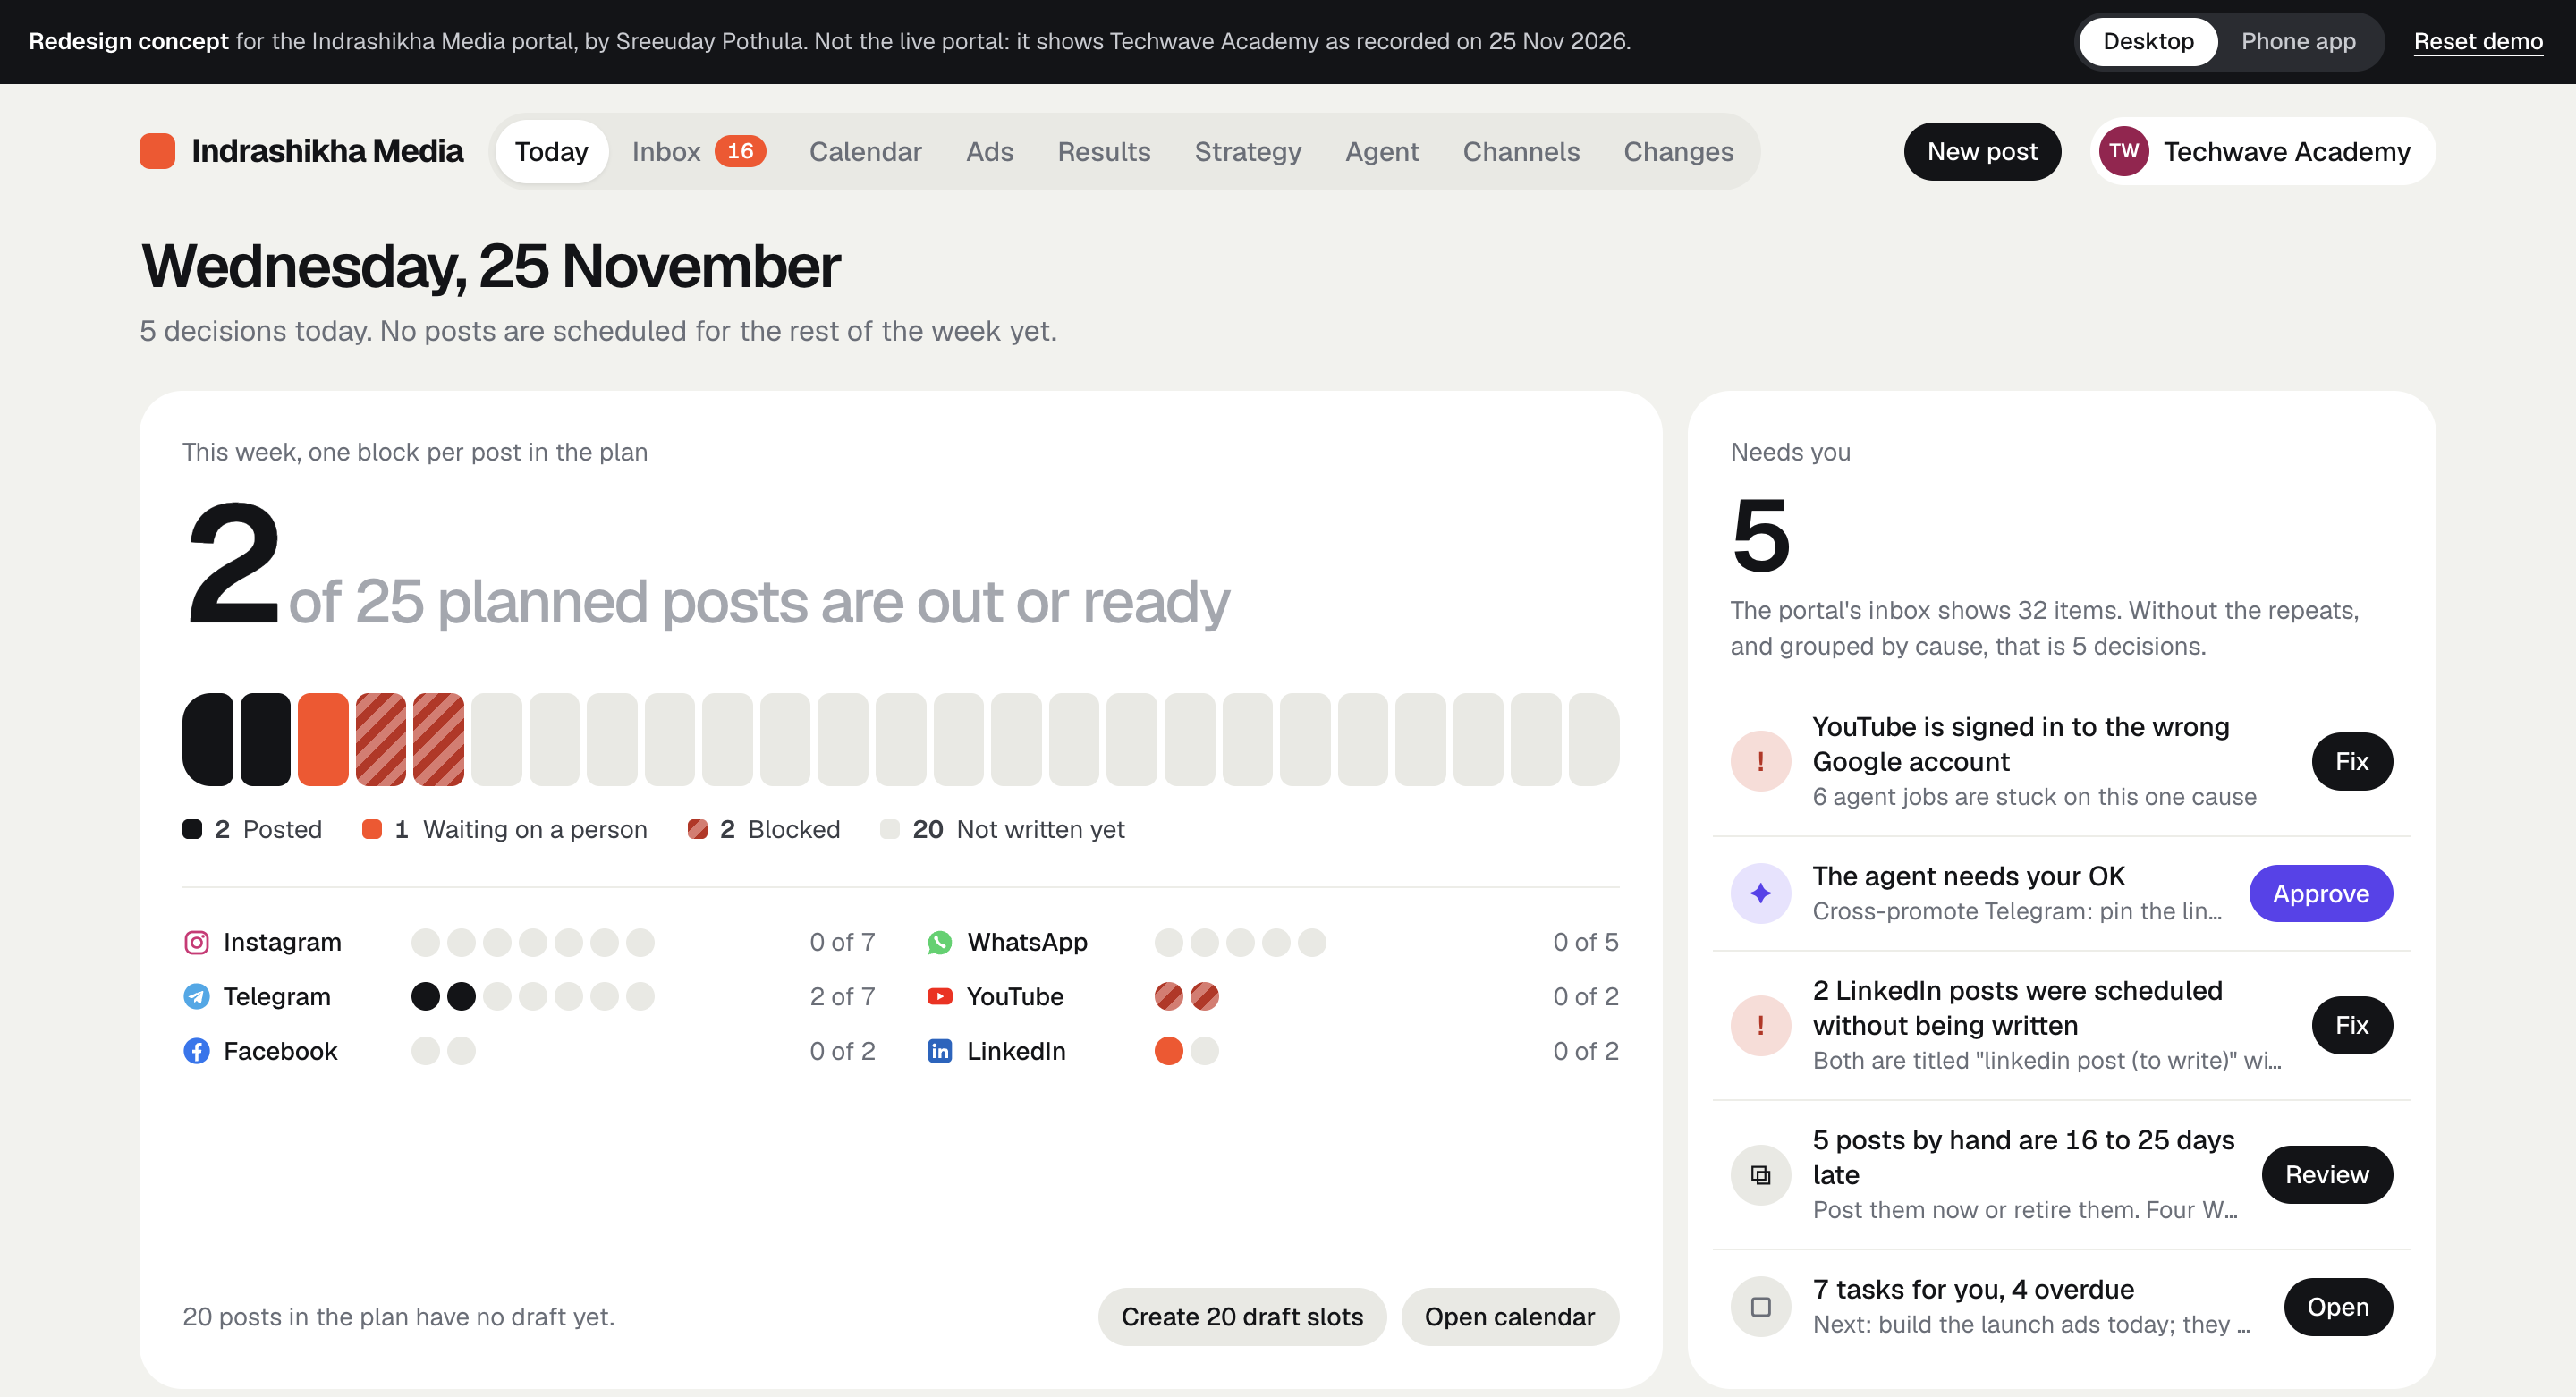 Redesign concept for the Indrashikha Media portal, by Sreeuday Pothula. Not the live portal: it shows Techwave Academy as recorded on 25 Nov 2026.
Desktop
Phone app
Reset demo
Indrashikha Media
Today
Inbox 16
Calendar
Ads
Results
Strategy
Agent
Channels
Changes
New post
TW Techwave Academy
Wednesday, 25 November
5 decisions today. No posts are scheduled for the rest of the week yet.
This week, one block per post in the plan
2 of 25 planned posts are out or ready
2 Posted
1 Waiting on a person
2 Blocked
20 Not written yet
Instagram 0 of 7
WhatsApp 0 of 5
Telegram 2 of 7
YouTube 0 of 2
Facebook 0 of 2
LinkedIn 0 of 2
20 posts in the plan have no draft yet.
Create 20 draft slots
Open calendar
Needs you
5
The portal's inbox shows 32 items. Without the repeats,
and grouped by cause, that is 5 decisions.
YouTube is signed in to the wrong
Google account
6 agent jobs are stuck on this one cause
Fix
The agent needs your OK
Cross-promote Telegram: pin the lin...
Approve
2 LinkedIn posts were scheduled
without being written
Both are titled "linkedin post (to write)" wi...
Fix
5 posts by hand are 16 to 25 days
late
Post them now or retire them. Four W...
Review
7 tasks for you, 4 overdue
Next: build the launch ads today; they ...
Open